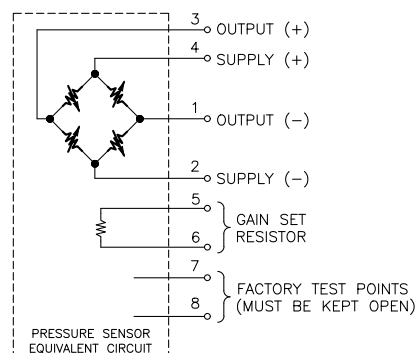 3 OUTPUT (+)
4 SUPPLY (+)
1 OUTPUT (−)
2 SUPPLY (−)
5
GAIN SET
RESISTOR
6
7
FACTORY TEST POINTS
(MUST BE KEPT OPEN)
8
PRESSURE SENSOR
EQUIVALENT CIRCUIT